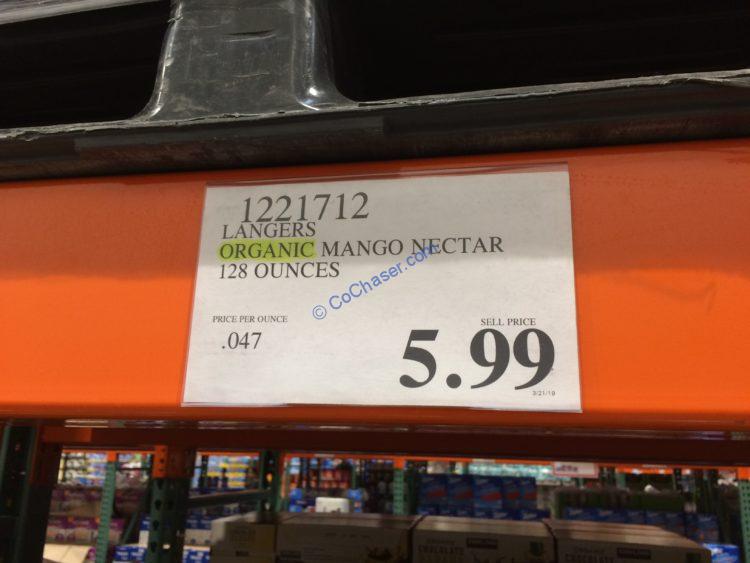 1221712
LANGERS
ORGANIC MANGO NECTAR
128 OUNCES
© CoChaser.com
PRICE PER OUNCE
.047
SELL PRICE
5.99
3/21/19